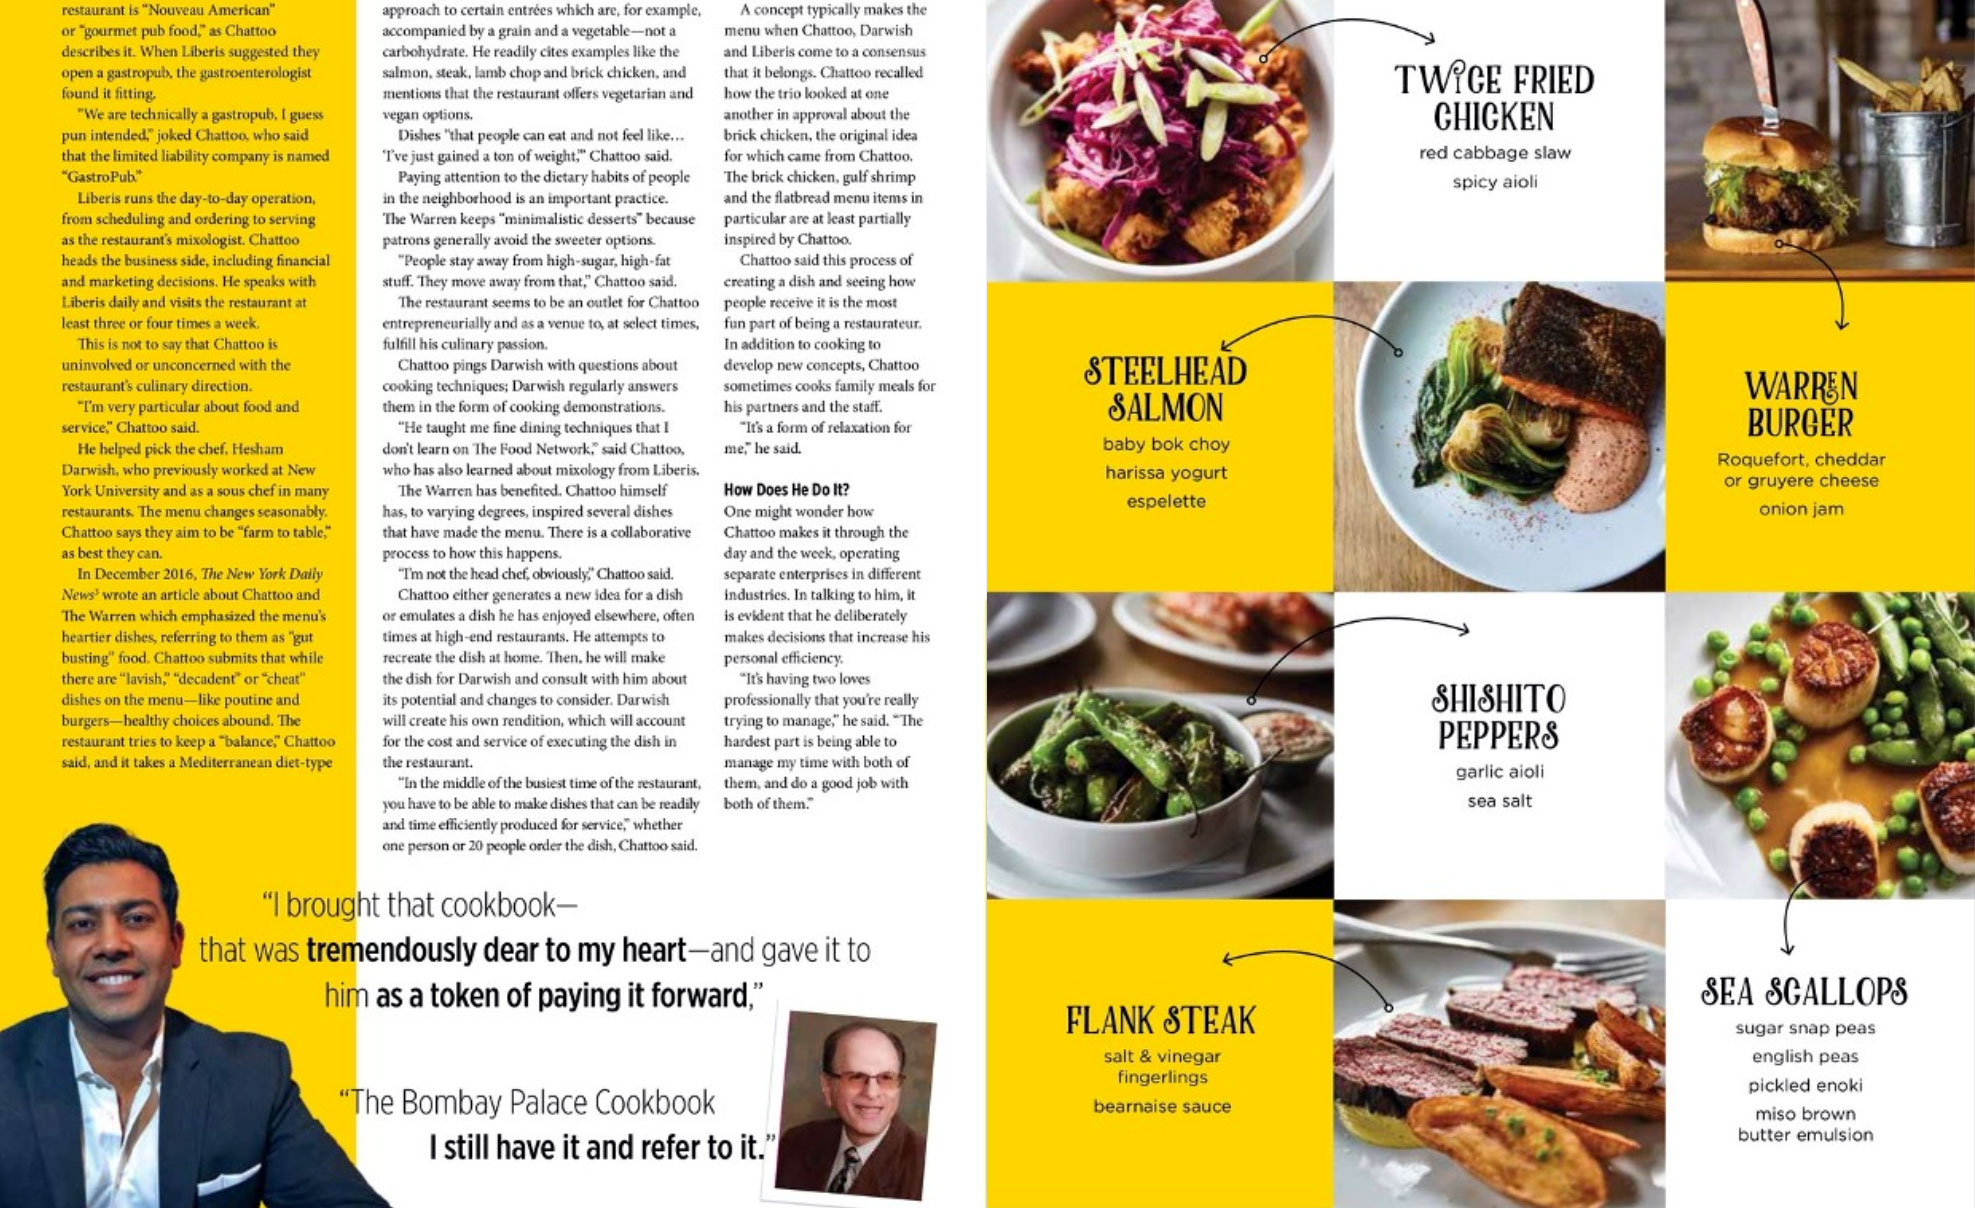 restaurant is “Nouveau American”
or “gourmet pub food,” as Chattoo
describes it. When Liberis suggested they
open a gastropub, the gastroenterologist
found it fitting.
“We are technically a gastropub, I guess
pun intended,” joked Chattoo, who said
that the limited liability company is named
“GastroPub.”
Liberis runs the day-to-day operation,
from scheduling and ordering to serving
as the restaurant’s mixologist. Chattoo
heads the business side, including financial
and marketing decisions. He speaks with
Liberis daily and visits the restaurant at
least three or four times a week.
This is not to say that Chattoo is
uninvolved or unconcerned with the
restaurant’s culinary direction.
“I’m very particular about food and
service,” Chattoo said.
He helped pick the chef, Hesham
Darwish, who previously worked at New
York University and as a sous chef in many
restaurants. The menu changes seasonally.
Chattoo says they aim to be “farm to table,”
as best they can.
In December 2016, The New York Daily
News⁵ wrote an article about Chattoo and
The Warren which emphasized the menu’s
heartier dishes, referring to them as “gut
busting” food. Chattoo submits that while
there are “lavish,” “decadent” or “cheat”
dishes on the menu—like poutine and
burgers—healthy choices abound. The
restaurant tries to keep a “balance,” Chattoo
said, and it takes a Mediterranean diet-type
approach to certain entrées which are, for example,
accompanied by a grain and a vegetable—not a
carbohydrate. He readily cites examples like the
salmon, steak, lamb chop and brick chicken, and
mentions that the restaurant offers vegetarian and
vegan options.
Dishes “that people can eat and not feel like…
‘I’ve just gained a ton of weight,’” Chattoo said.
Paying attention to the dietary habits of people
in the neighborhood is an important practice.
The Warren keeps “minimalistic desserts” because
patrons generally avoid the sweeter options.
“People stay away from high-sugar, high-fat
stuff. They move away from that,” Chattoo said.
The restaurant seems to be an outlet for Chattoo
entrepreneurially and as a venue to, at select times,
fulfill his culinary passion.
Chattoo pings Darwish with questions about
cooking techniques; Darwish regularly answers
them in the form of cooking demonstrations.
“He taught me fine dining techniques that I
don’t learn on The Food Network,” said Chattoo,
who has also learned about mixology from Liberis.
The Warren has benefited. Chattoo himself
has, to varying degrees, inspired several dishes
that have made the menu. There is a collaborative
process to how this happens.
“I’m not the head chef, obviously,” Chattoo said.
Chattoo either generates a new idea for a dish
or emulates a dish he has enjoyed elsewhere, often
times at high-end restaurants. He attempts to
recreate the dish at home. Then, he will make
the dish for Darwish and consult with him about
its potential and changes to consider. Darwish
will create his own rendition, which will account
for the cost and service of executing the dish in
the restaurant.
“In the middle of the busiest time of the restaurant,
you have to be able to make dishes that can be readily
and time efficiently produced for service,” whether
one person or 20 people order the dish, Chattoo said.
A concept typically makes the
menu when Chattoo, Darwish
and Liberis come to a consensus
that it belongs. Chattoo recalled
how the trio looked at one
another in approval about the
brick chicken, the original idea
for which came from Chattoo.
The brick chicken, gulf shrimp
and the flatbread menu items in
particular are at least partially
inspired by Chattoo.
Chattoo said this process of
creating a dish and seeing how
people receive it is the most
fun part of being a restaurateur.
In addition to cooking to
develop new concepts, Chattoo
sometimes cooks family meals for
his partners and the staff.
“It’s a form of relaxation for
me,” he said.
How Does He Do It?
One might wonder how
Chattoo makes it through the
day and the week, operating
separate enterprises in different
industries. In talking to him, it
is evident that he deliberately
makes decisions that increase his
personal efficiency.
“It’s having two loves
professionally that you’re really
trying to manage,” he said. “The
hardest part is being able to
manage my time with both of
them, and do a good job with
both of them.”
“I brought that cookbook—
that was tremendously dear to my heart—and gave it to
him as a token of paying it forward,”
“The Bombay Palace Cookbook
I still have it and refer to it.”
TWICE FRIED
CHICKEN
red cabbage slaw
spicy aioli
STEELHEAD
SALMON
baby bok choy
harissa yogurt
espelette
WARREN
BURGER
Roquefort, cheddar
or gruyere cheese
onion jam
SHISHITO
PEPPERS
garlic aioli
sea salt
FLANK STEAK
salt & vinegar
fingerlings
bearnaise sauce
SEA SCALLOPS
sugar snap peas
english peas
pickled enoki
miso brown
butter emulsion